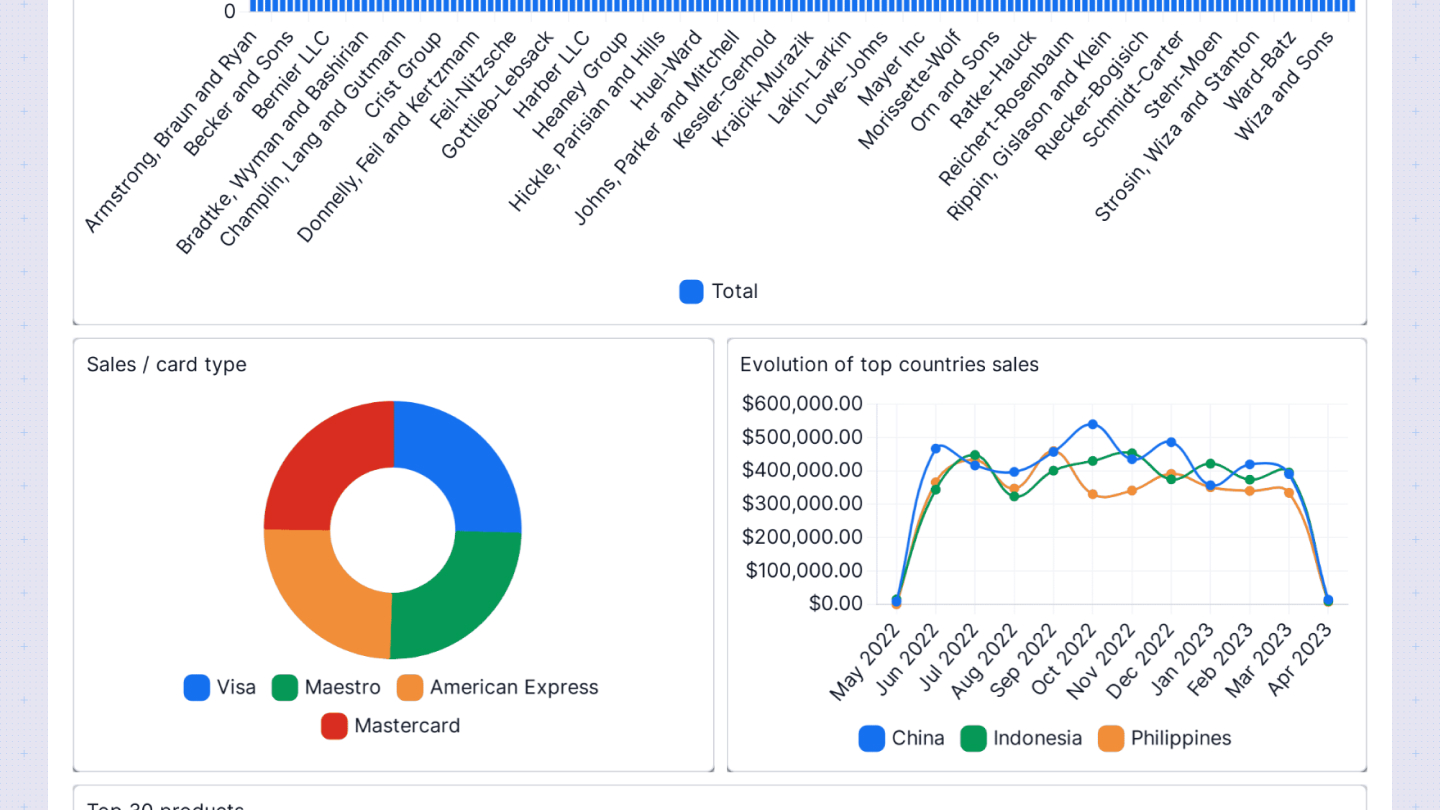 0
Armstrong, Braun and Ryan
Becker and Sons
Bernier LLC
Bradtke, Wyman and Bashirian
Champlin, Lang and Gutmann
Crist Group
Donnelly, Feil and Kertzmann
Feil-Nitzsche
Gottlieb-Lebsack
Harber LLC
Heaney Group
Hickle, Parisian and Hills
Huel-Ward
Johns, Parker and Mitchell
Kessler-Gerhold
Krajcik-Murazik
Lakin-Larkin
Lowe-Johns
Mayer Inc
Morissette-Wolf
Orn and Sons
Ratke-Hauck
Reichert-Rosenbaum
Rippin, Gislason and Klein
Ruecker-Bogisich
Schmidt-Carter
Stehr-Moen
Strosin, Wiza and Stanton
Ward-Batz
Wiza and Sons
Total
Sales / card type
Visa Maestro American Express
Mastercard
Evolution of top countries sales
$600,000.00
$500,000.00
$400,000.00
$300,000.00
$200,000.00
$100,000.00
$0.00
May 2022
Jun 2022
Jul 2022
Aug 2022
Sep 2022
Oct 2022
Nov 2022
Dec 2022
Jan 2023
Feb 2023
Mar 2023
Apr 2023
China Indonesia Philippines
Top 30 products